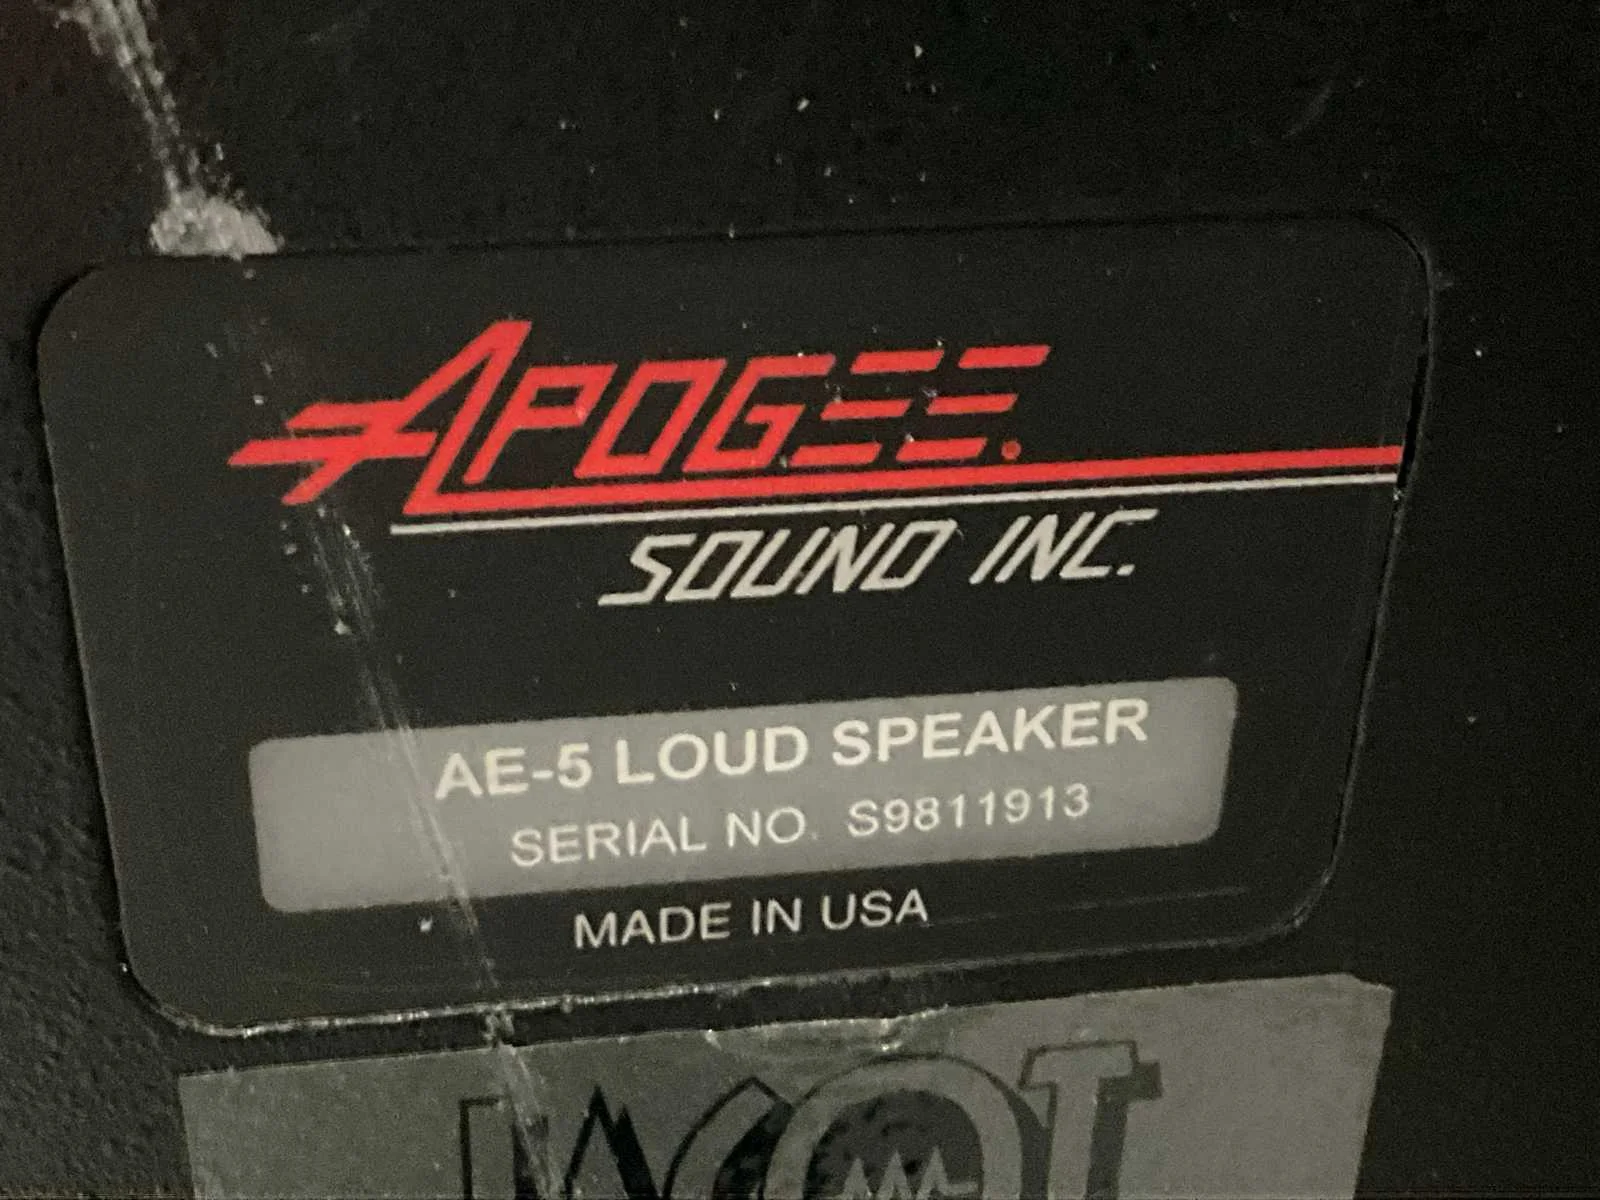 APOGEE.
SOUND INC.
AE-5 LOUD SPEAKER
SERIAL NO. S9811913
MADE IN USA